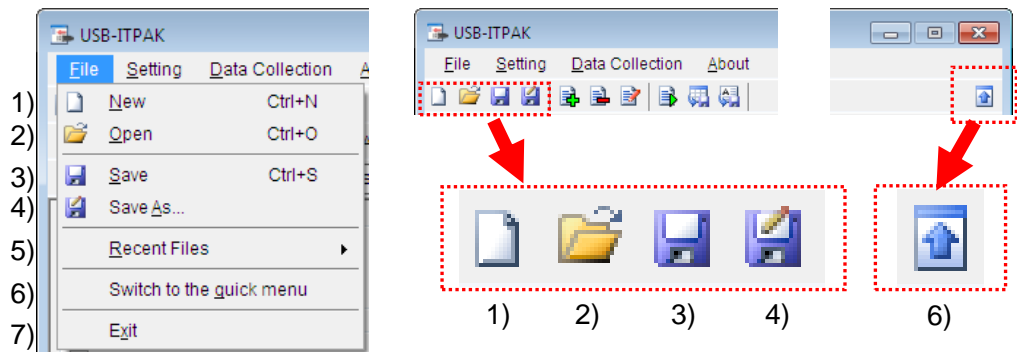 USB-ITPAK
File Setting Data Collection
1) New Ctrl+N
2) Open Ctrl+O
3) Save Ctrl+S
4) Save As...
5) Recent Files
6) Switch to the quick menu
7) Exit
USB-ITPAK
File Setting Data Collection About
1) 2) 3) 4)
6)